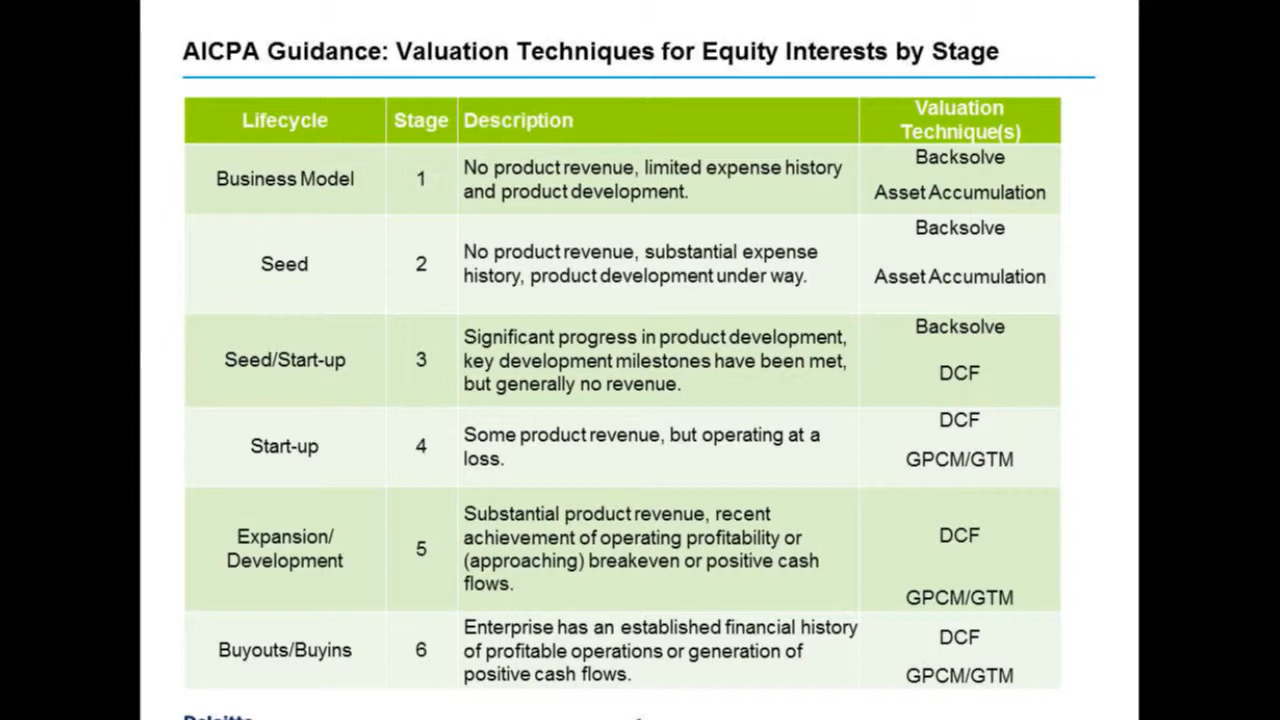 AICPA Guidance: Valuation Techniques for Equity Interests by Stage
Lifecycle
Stage
Description
Valuation
Technique(s)
Business Model
1
No product revenue, limited expense history
and product development.
Backsolve
Asset Accumulation
Seed
2
No product revenue, substantial expense
history, product development under way.
Backsolve
Asset Accumulation
Seed/Start-up
3
Significant progress in product development,
key development milestones have been met,
but generally no revenue.
Backsolve
DCF
Start-up
4
Some product revenue, but operating at a
loss.
DCF
GPCM/GTM
Expansion/
Development
5
Substantial product revenue, recent
achievement of operating profitability or
(approaching) breakeven or positive cash
flows.
DCF
GPCM/GTM
Buyouts/Buyins
6
Enterprise has an established financial history
of profitable operations or generation of
positive cash flows.
DCF
GPCM/GTM
Deloitte